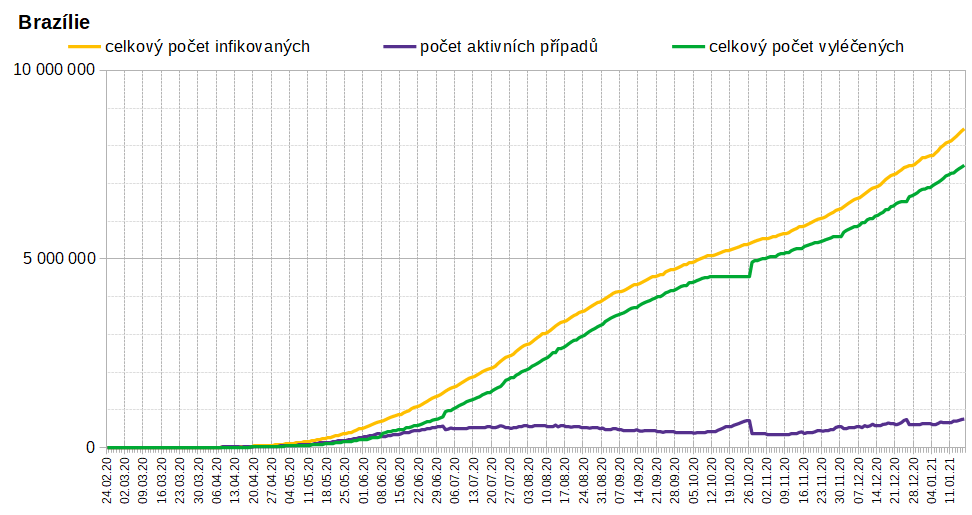 Brazílie
celkový počet infikovaných počet aktivních případů celkový počet vyléčených
10 000 000
5 000 000
0
24.02.20 02.03.20 09.03.20 16.03.20 23.03.20 30.03.20 06.04.20 13.04.20 20.04.20 27.04.20 04.05.20 11.05.20 18.05.20 25.05.20 01.06.20 08.06.20 15.06.20 22.06.20 29.06.20 06.07.20 13.07.20 20.07.20 27.07.20 03.08.20 10.08.20 17.08.20 24.08.20 31.08.20 07.09.20 14.09.20 21.09.20 28.09.20 05.10.20 12.10.20 19.10.20 26.10.20 02.11.20 09.11.20 16.11.20 23.11.20 30.11.20 07.12.20 14.12.20 21.12.20 28.12.20 04.01.21 11.01.21